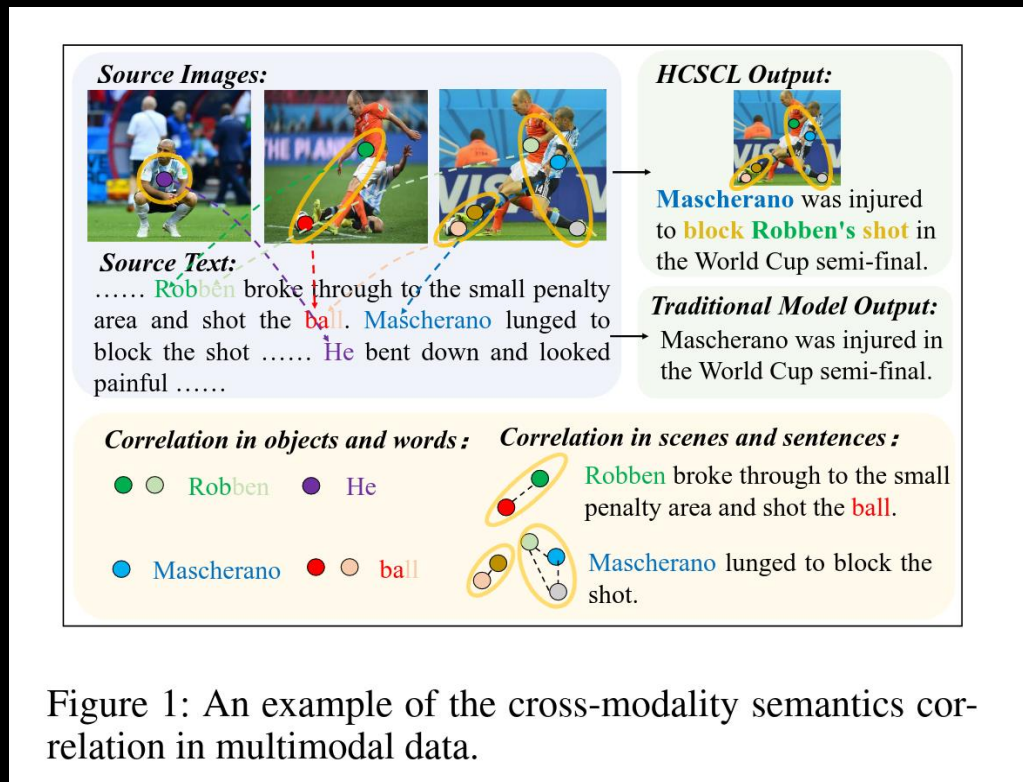 Source Images:
THE PLANE
VISA
14
Source Text:
…… Robben broke through to the small penalty
area and shot the ball. Mascherano lunged to
block the shot …… He bent down and looked
painful ……
HCSCL Output:
VIS
Mascherano was injured
to block Robben's shot in
the World Cup semi-final.
Traditional Model Output:
Mascherano was injured in
the World Cup semi-final.
Correlation in objects and words：
Robben
He
Mascherano
ball
Correlation in scenes and sentences：
Robben broke through to the small
penalty area and shot the ball.
Mascherano lunged to block the
shot.
Figure 1: An example of the cross-modality semantics cor-
relation in multimodal data.